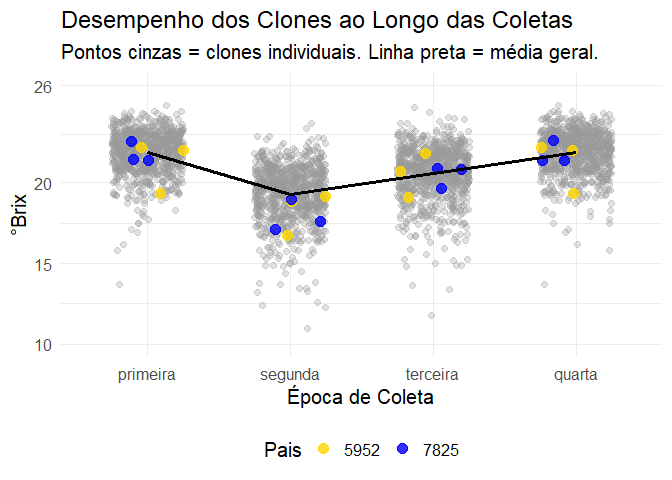 Desempenho dos Clones ao Longo das Coletas
Pontos cinzas = clones individuais. Linha preta = média geral.
26
20
15
10
°Brix
primeira segunda terceira quarta
Época de Coleta
Pais 5952 7825